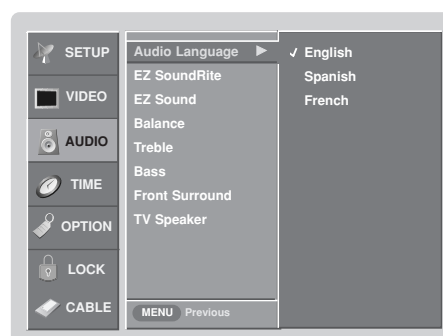 SETUP
VIDEO
AUDIO
TIME
OPTION
LOCK
CABLE
Audio Language ►
EZ SoundRite
EZ Sound
Balance
Treble
Bass
Front Surround
TV Speaker
MENU Previous
✓ English
Spanish
French